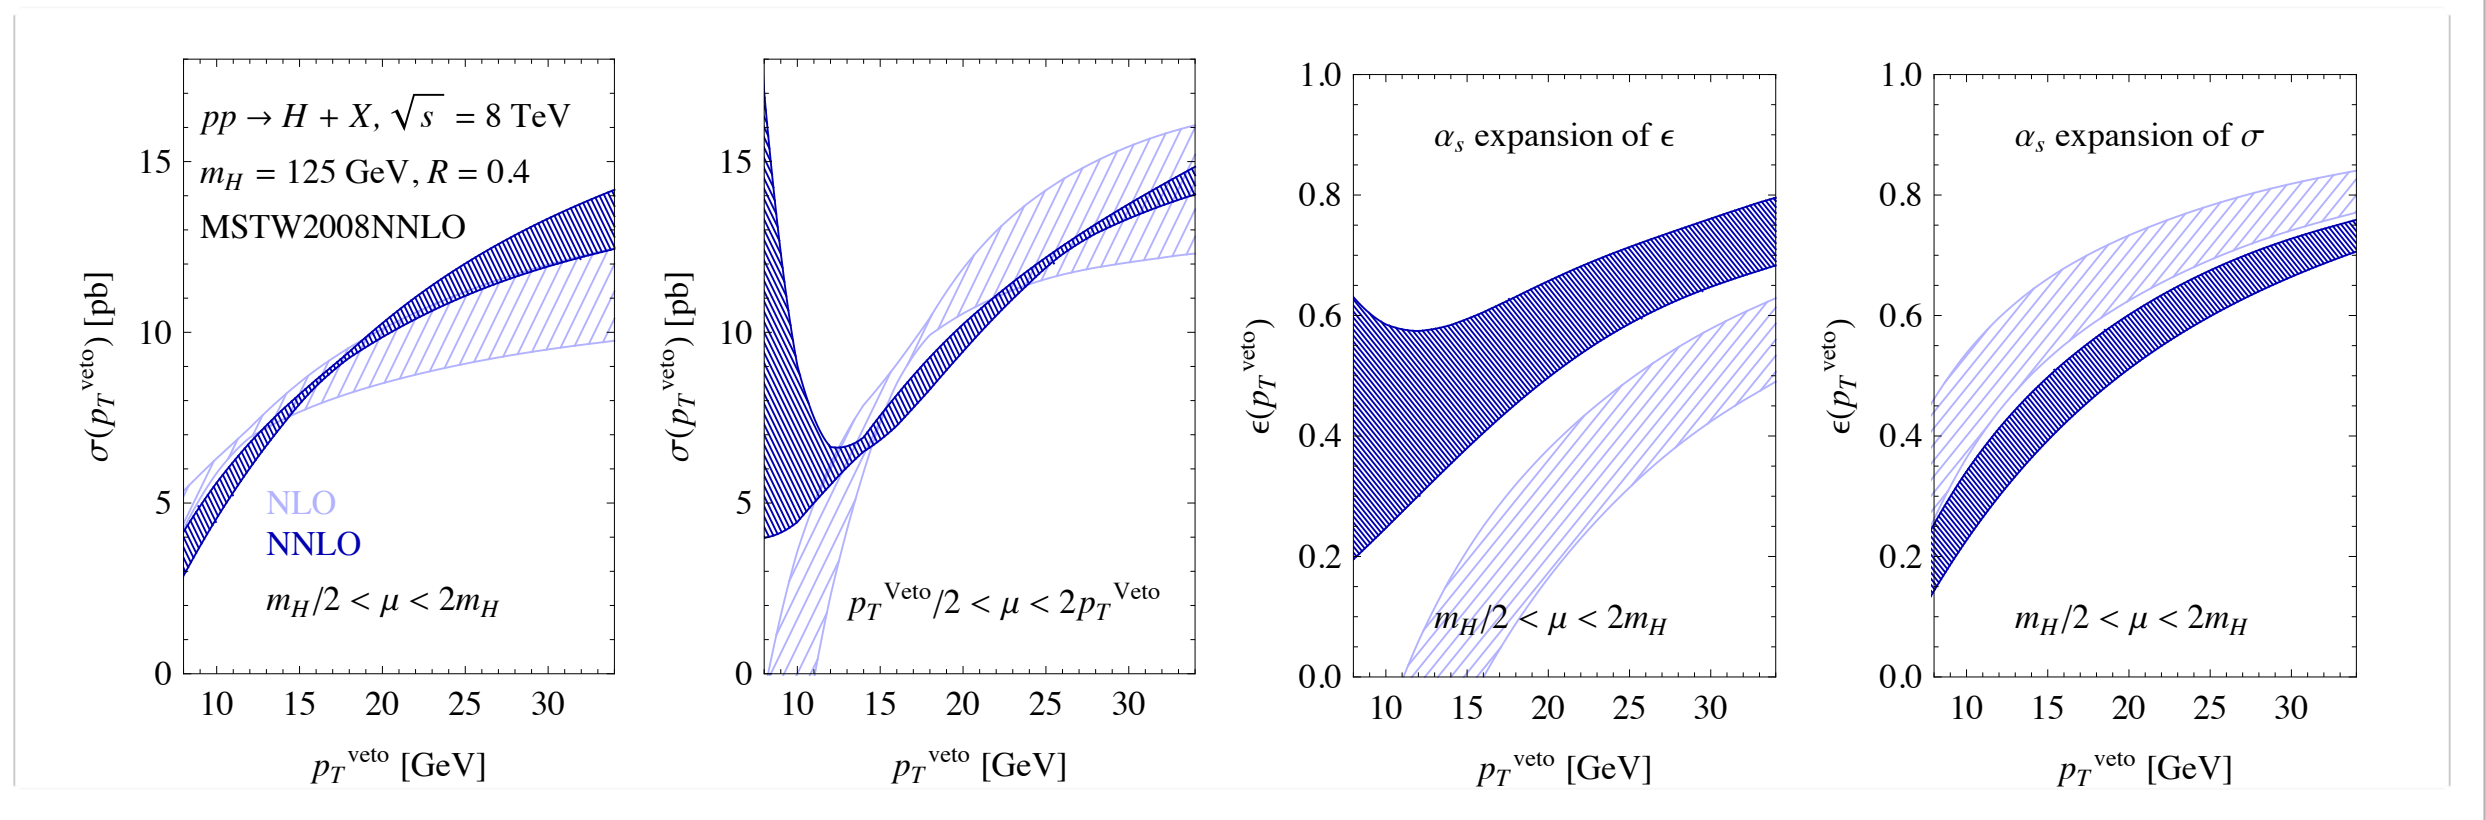 pp → H + X, √s = 8 TeV
m_H = 125 GeV, R = 0.4
MSTW2008NNLO
NLO
NNLO
m_H/2 < μ < 2m_H
σ(p_T^veto) [pb]
15
10
5
0
10 15 20 25 30
p_T^veto [GeV]
p_T^Veto/2 < μ < 2p_T^Veto
σ(p_T^veto) [pb]
15
10
5
0
10 15 20 25 30
p_T^veto [GeV]
α_s expansion of ϵ
m_H/2 < μ < 2m_H
ϵ(p_T^veto)
1.0
0.8
0.6
0.4
0.2
0.0
10 15 20 25 30
p_T^veto [GeV]
α_s expansion of σ
m_H/2 < μ < 2m_H
ϵ(p_T^veto)
1.0
0.8
0.6
0.4
0.2
0.0
10 15 20 25 30
p_T^veto [GeV]